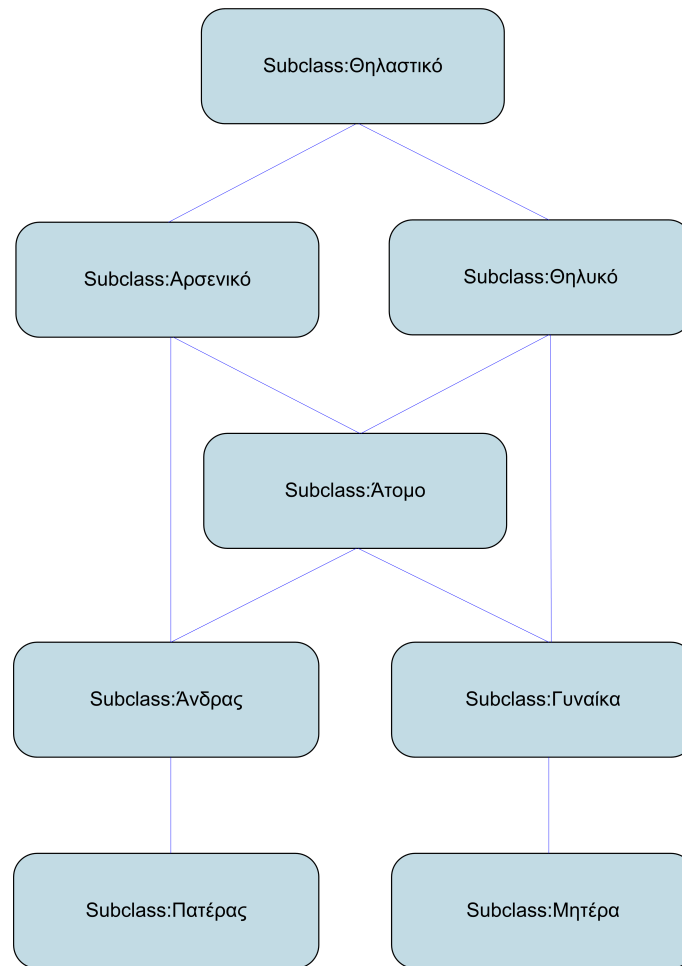 Subclass:Θηλαστικό
Subclass:Αρσενικό
Subclass:Θηλυκό
Subclass:Άτομο
Subclass:Άνδρας
Subclass:Γυναίκα
Subclass:Πατέρας
Subclass:Μητέρα